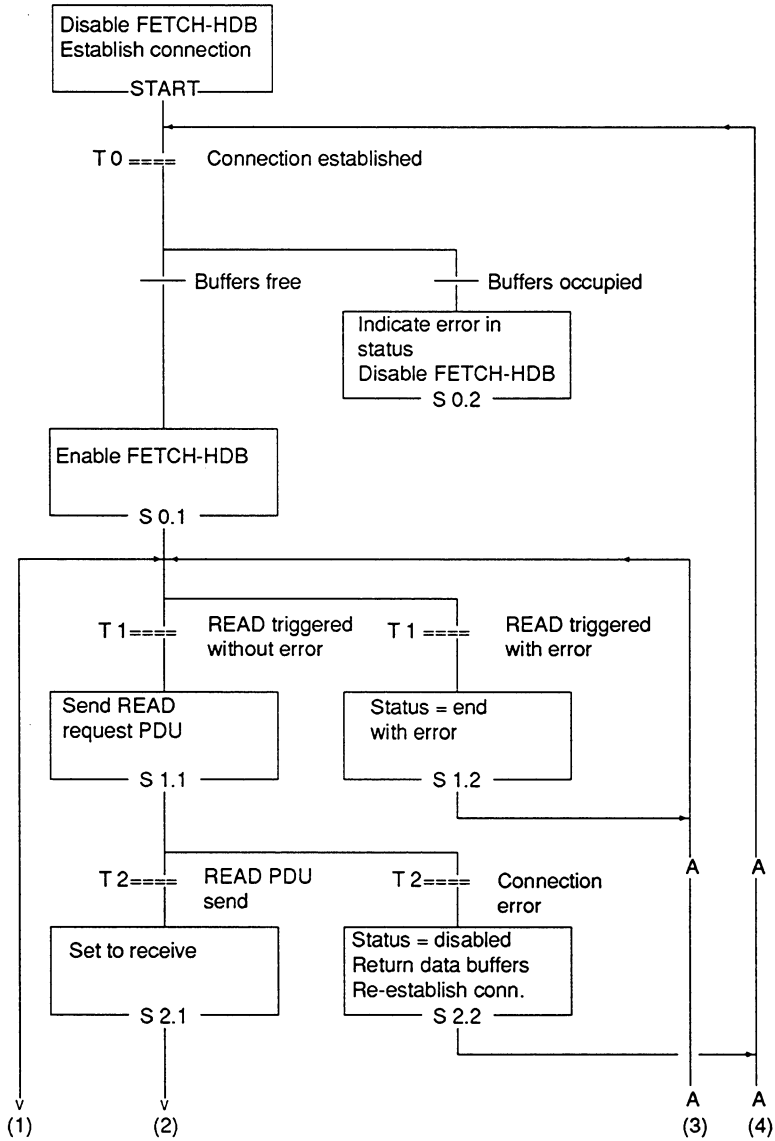 Disable FETCH-HDB
Establish connection
START
T 0 ==== Connection established
Buffers free
Buffers occupied
Indicate error in
status
Disable FETCH-HDB
S 0.2
Enable FETCH-HDB
S 0.1
T 1==== READ triggered
without error
T 1 ==== READ triggered
with error
Send READ
request PDU
S 1.1
Status = end
with error
S 1.2
A
A
T 2==== READ PDU
send
T 2==== Connection
error
Set to receive
S 2.1
Status = disabled
Return data buffers
Re-establish conn.
S 2.2
v
v
A
A
(1)
(2)
(3)
(4)